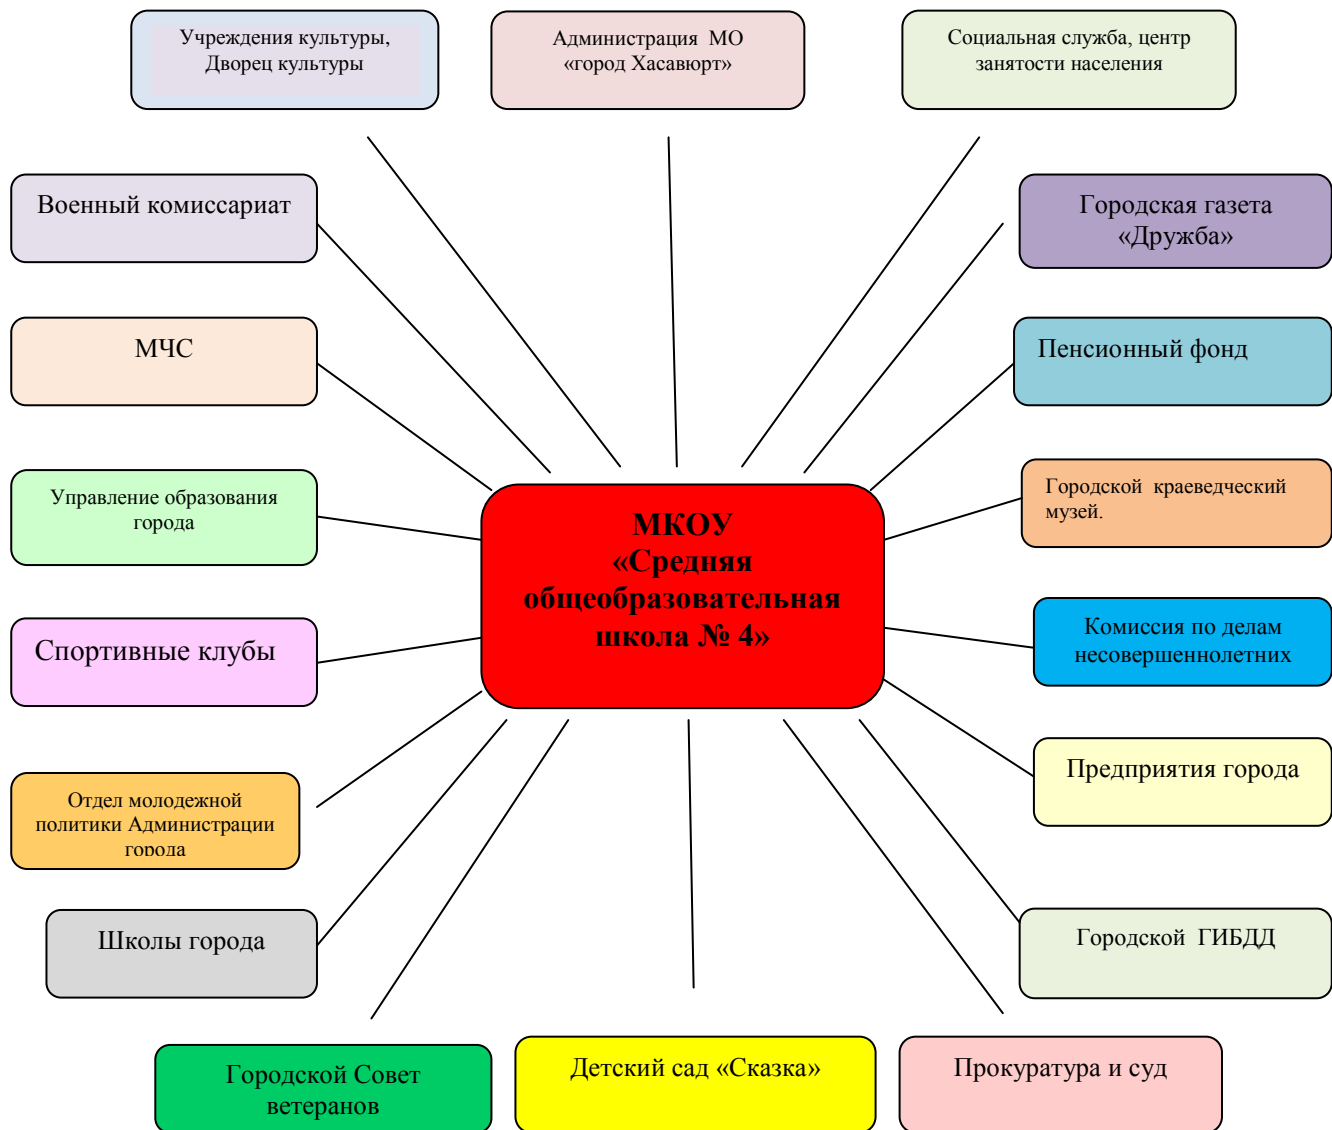 Учреждения культуры,
Дворец культуры
Администрация МО
«город Хасавюрт»
Социальная служба, центр
занятости населения
Военный комиссариат
Городская газета
«Дружба»
МЧС
Пенсионный фонд
Управление образования
города
Городской краеведческий
музей.
МКОУ
«Средняя
общеобразовательная
школа № 4»
Спортивные клубы
Комиссия по делам
несовершеннолетних
Предприятия города
Отдел молодежной
политики Администрации
города
Школы города
Городской ГИБДД
Городской Совет
ветеранов
Детский сад «Сказка»
Прокуратура и суд